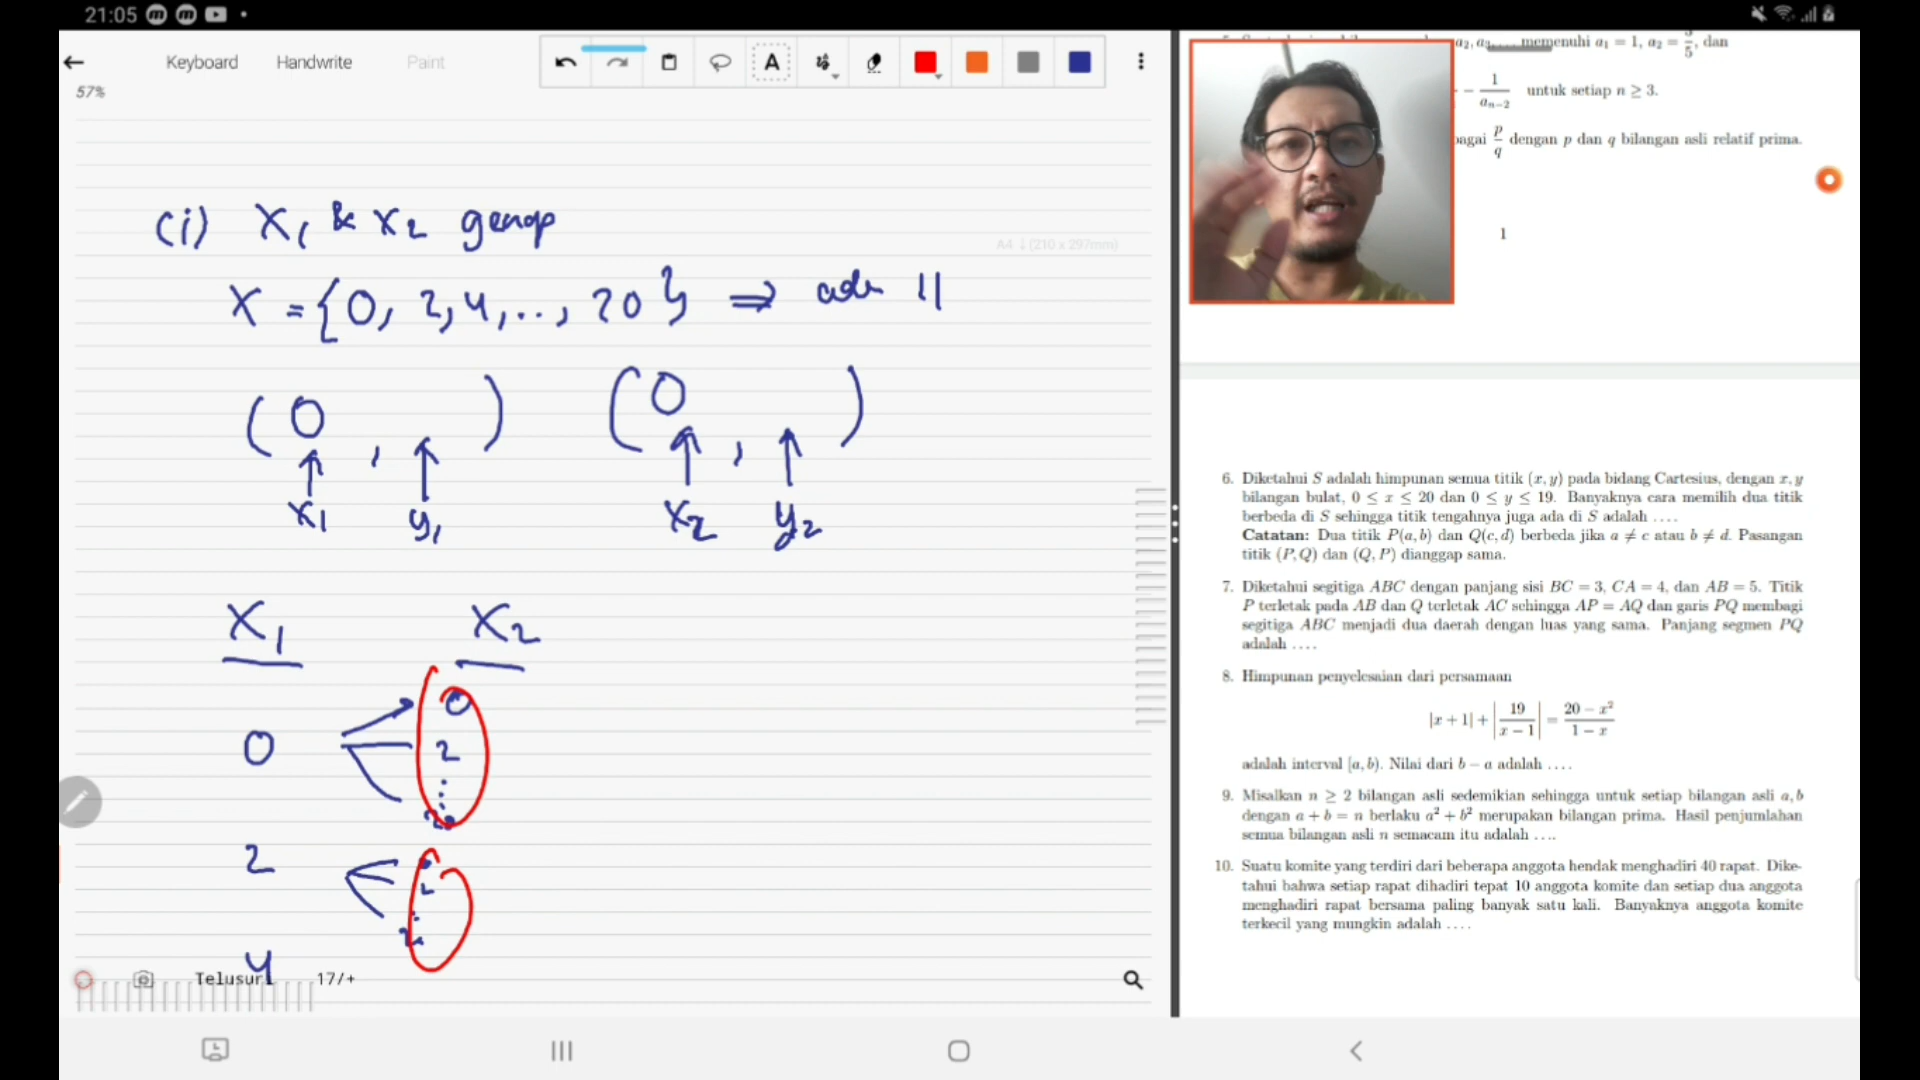 21:05
Keyboard Handwrite Paint
A
57%
(i) x₁ & x₂ genap
A4 ↓ (210 x 297mm)
X = {0, 2, 4, ..., 20} ⇒ ada 11
(0 , ) (0 , )
x₁ y₁ x₂ y₂
x₁ x₂
0
0 2
⋮
20
2
2
4
Telusuri 17/+
memenuhi a₁ = 1, a₂ = 3/5, dan
− 1/aₙ₋₂ untuk setiap n ≥ 3.
bagai p/q dengan p dan q bilangan asli relatif prima.
1
6. Diketahui S adalah himpunan semua titik (x, y) pada bidang Cartesius, dengan x, y
bilangan bulat, 0 ≤ x ≤ 20 dan 0 ≤ y ≤ 19. Banyaknya cara memilih dua titik
berbeda di S sehingga titik tengahnya juga ada di S adalah ....
Catatan: Dua titik P(a, b) dan Q(c, d) berbeda jika a ≠ c atau b ≠ d. Pasangan
titik (P, Q) dan (Q, P) dianggap sama.
7. Diketahui segitiga ABC dengan panjang sisi BC = 3, CA = 4, dan AB = 5. Titik
P terletak pada AB dan Q terletak AC sehingga AP = AQ dan garis PQ membagi
segitiga ABC menjadi dua daerah dengan luas yang sama. Panjang segmen PQ
adalah ....
8. Himpunan penyelesaian dari persamaan
|x + 1| + |19/(x − 1)| = (20 − x²)/(1 − x)
adalah interval [a, b). Nilai dari b − a adalah ....
9. Misalkan n ≥ 2 bilangan asli sedemikian sehingga untuk setiap bilangan asli a, b
dengan a + b = n berlaku a² + b² merupakan bilangan prima. Hasil penjumlahan
semua bilangan asli n semacam itu adalah ....
10. Suatu komite yang terdiri dari beberapa anggota hendak menghadiri 40 rapat. Dike-
tahui bahwa setiap rapat dihadiri tepat 10 anggota komite dan setiap dua anggota
menghadiri rapat bersama paling banyak satu kali. Banyaknya anggota komite
terkecil yang mungkin adalah ....